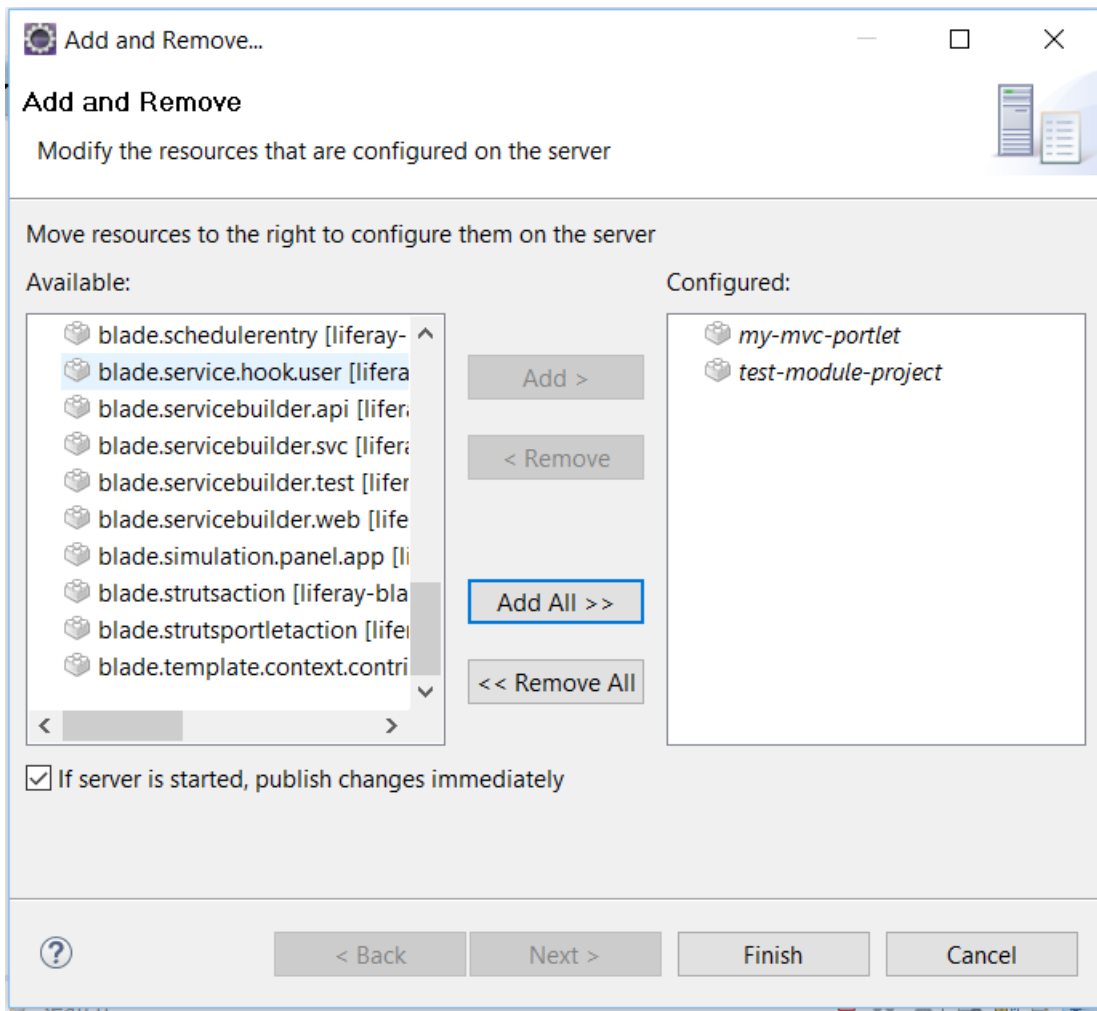 Add and Remove...
Add and Remove
Modify the resources that are configured on the server
Move resources to the right to configure them on the server
Available:
Configured:
blade.schedulerentry [liferay-
blade.service.hook.user [lifera
blade.servicebuilder.api [lifera
blade.servicebuilder.svc [lifera
blade.servicebuilder.test [lifer
blade.servicebuilder.web [life
blade.simulation.panel.app [li
blade.strutsaction [liferay-bla
blade.strutsportletaction [lifer
blade.template.context.contri
Add >
< Remove
Add All >>
<< Remove All
my-mvc-portlet
test-module-project
If server is started, publish changes immediately
?
< Back
Next >
Finish
Cancel